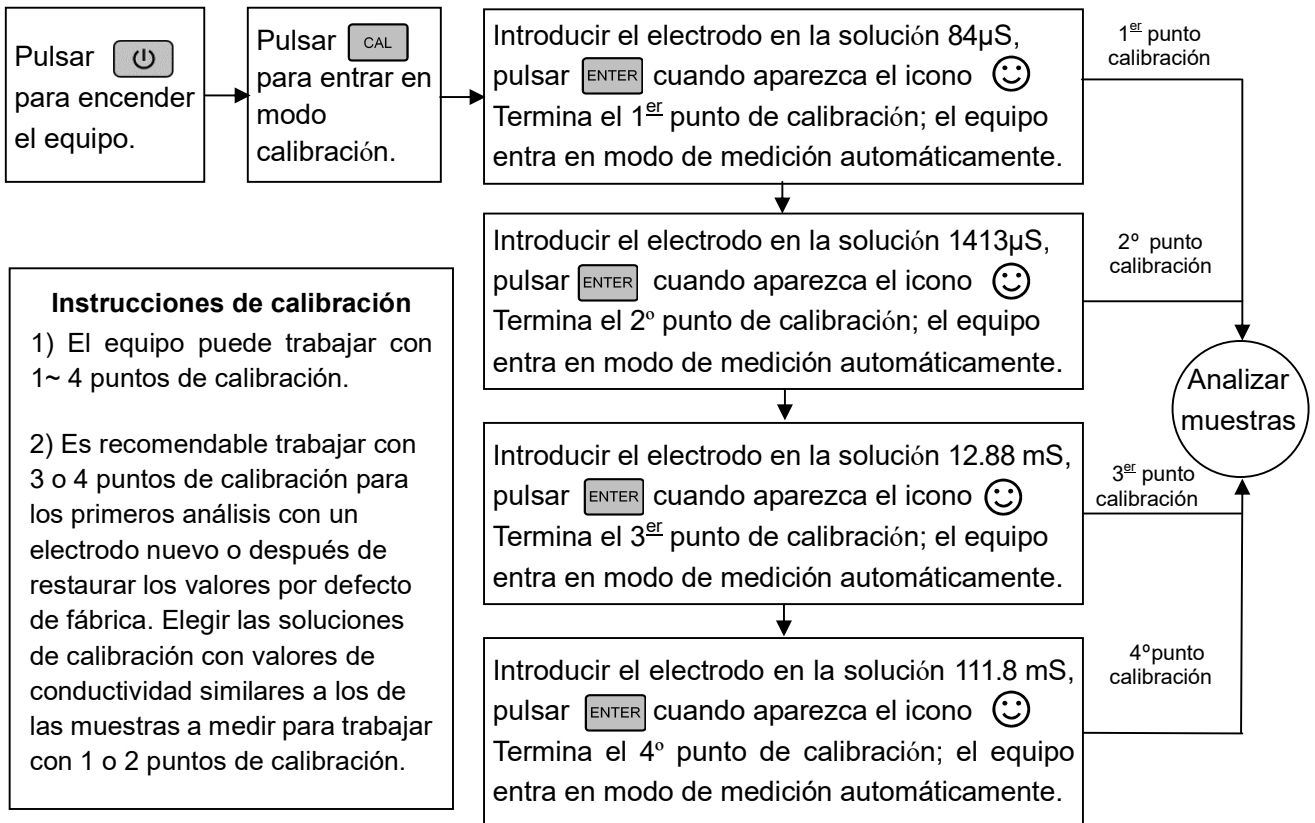 Pulsar
para encender
el equipo.
Pulsar CAL
para entrar en
modo
calibración.
Introducir el electrodo en la solución 84µS,
pulsar ENTER cuando aparezca el icono
Termina el 1er punto de calibración; el equipo
entra en modo de medición automáticamente.
1er punto
calibración
Introducir el electrodo en la solución 1413µS,
pulsar ENTER cuando aparezca el icono
Termina el 2º punto de calibración; el equipo
entra en modo de medición automáticamente.
2º punto
calibración
Instrucciones de calibración
1) El equipo puede trabajar con
1~ 4 puntos de calibración.
2) Es recomendable trabajar con
3 o 4 puntos de calibración para
los primeros análisis con un
electrodo nuevo o después de
restaurar los valores por defecto
de fábrica. Elegir las soluciones
de calibración con valores de
conductividad similares a los de
las muestras a medir para trabajar
con 1 o 2 puntos de calibración.
Analizar
muestras
Introducir el electrodo en la solución 12.88 mS,
pulsar ENTER cuando aparezca el icono
Termina el 3er punto de calibración; el equipo
entra en modo de medición automáticamente.
3er punto
calibración
Introducir el electrodo en la solución 111.8 mS,
pulsar ENTER cuando aparezca el icono
Termina el 4º punto de calibración; el equipo
entra en modo de medición automáticamente.
4ºpunto
calibración